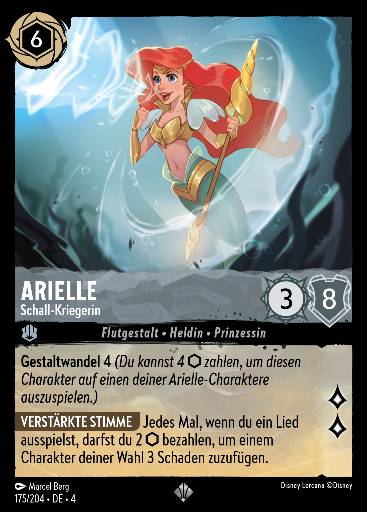 6
ARIELLE
Schall-Kriegerin
3
8
Flutgestalt • Heldin • Prinzessin
Gestaltwandel 4 (Du kannst 4 zahlen, um diesen
Charakter auf einen deiner Arielle-Charaktere
auszuspielen.)
VERSTÄRKTE STIMME Jedes Mal, wenn du ein Lied
ausspielst, darfst du 2 bezahlen, um einem
Charakter deiner Wahl 3 Schaden zuzufügen.
Marcel Berg
Disney Lorcana ©Disney
175/204 • DE • 4